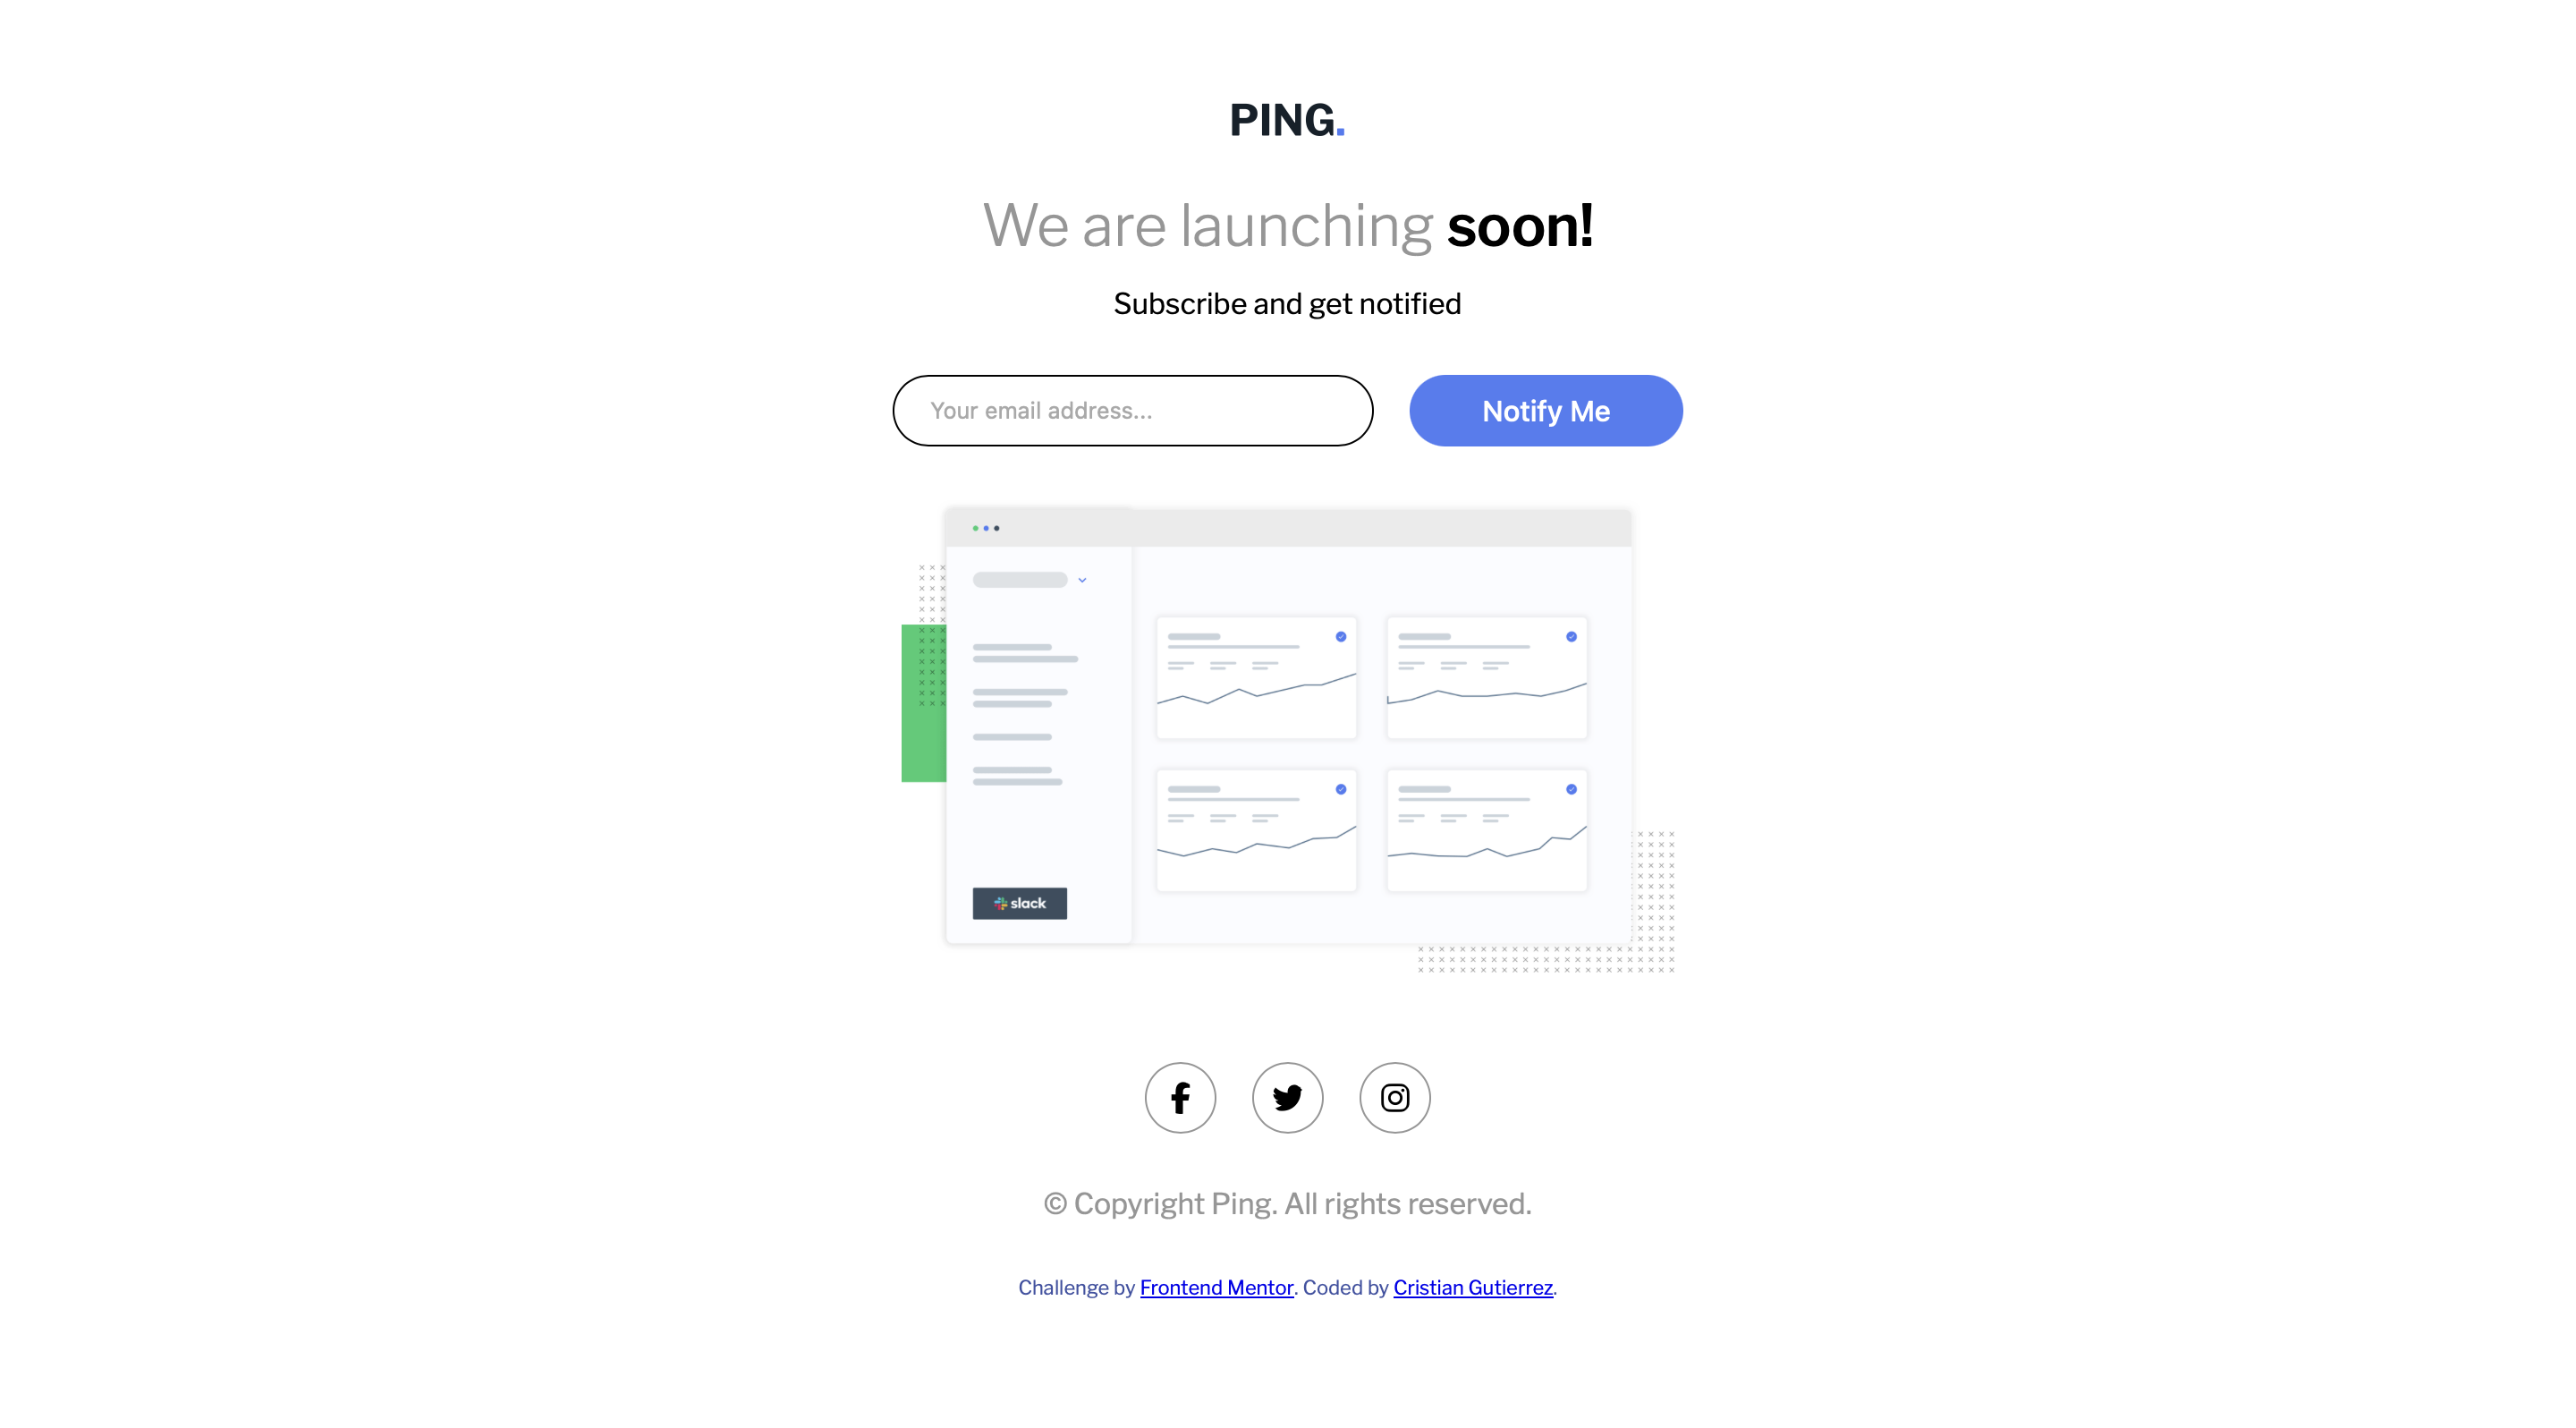 PING.
We are launching soon!
Subscribe and get notified
Your email address...
Notify Me
slack
© Copyright Ping. All rights reserved.
Challenge by Frontend Mentor. Coded by Cristian Gutierrez.